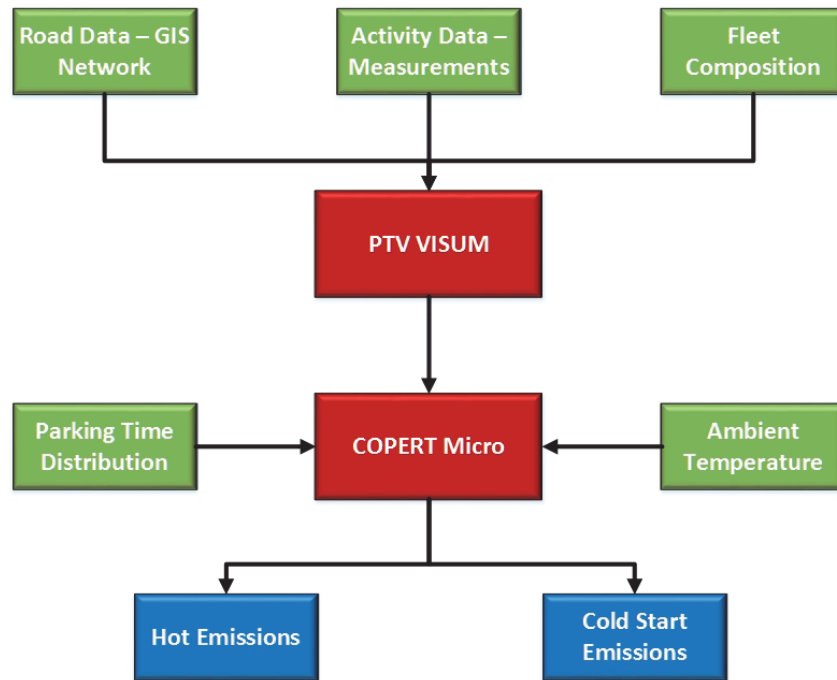 Road Data – GIS
Network
Activity Data –
Measurements
Fleet
Composition
PTV VISUM
Parking Time
Distribution
COPERT Micro
Ambient
Temperature
Hot Emissions
Cold Start
Emissions